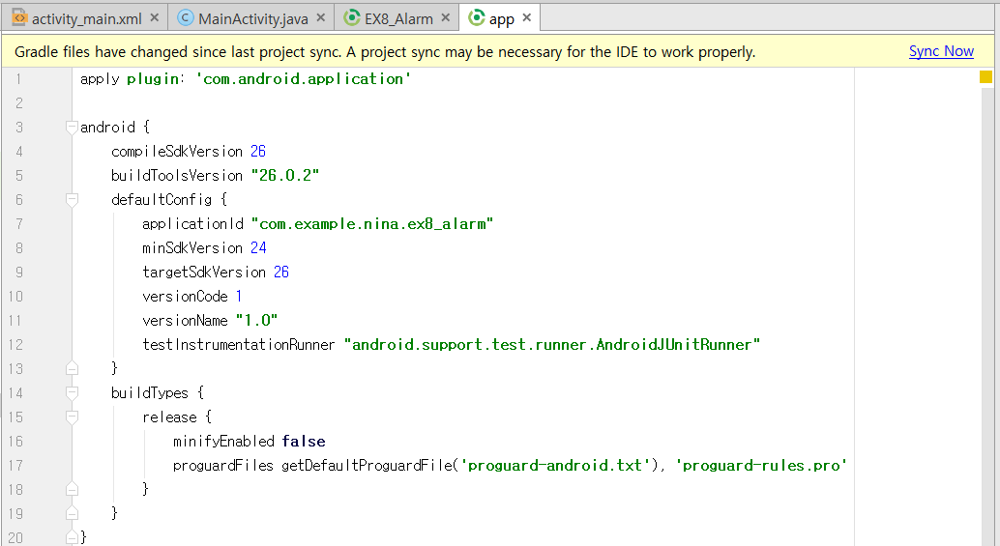 activity_main.xml MainActivity.java EX8_Alarm app
Gradle files have changed since last project sync. A project sync may be necessary for the IDE to work properly. Sync Now
1 apply plugin: 'com.android.application'
2
3 android {
4 compileSdkVersion 26
5 buildToolsVersion "26.0.2"
6 defaultConfig {
7 applicationId "com.example.nina.ex8_alarm"
8 minSdkVersion 24
9 targetSdkVersion 26
10 versionCode 1
11 versionName "1.0"
12 testInstrumentationRunner "android.support.test.runner.AndroidJUnitRunner"
13 }
14 buildTypes {
15 release {
16 minifyEnabled false
17 proguardFiles getDefaultProguardFile('proguard-android.txt'), 'proguard-rules.pro'
18 }
19 }
20 }